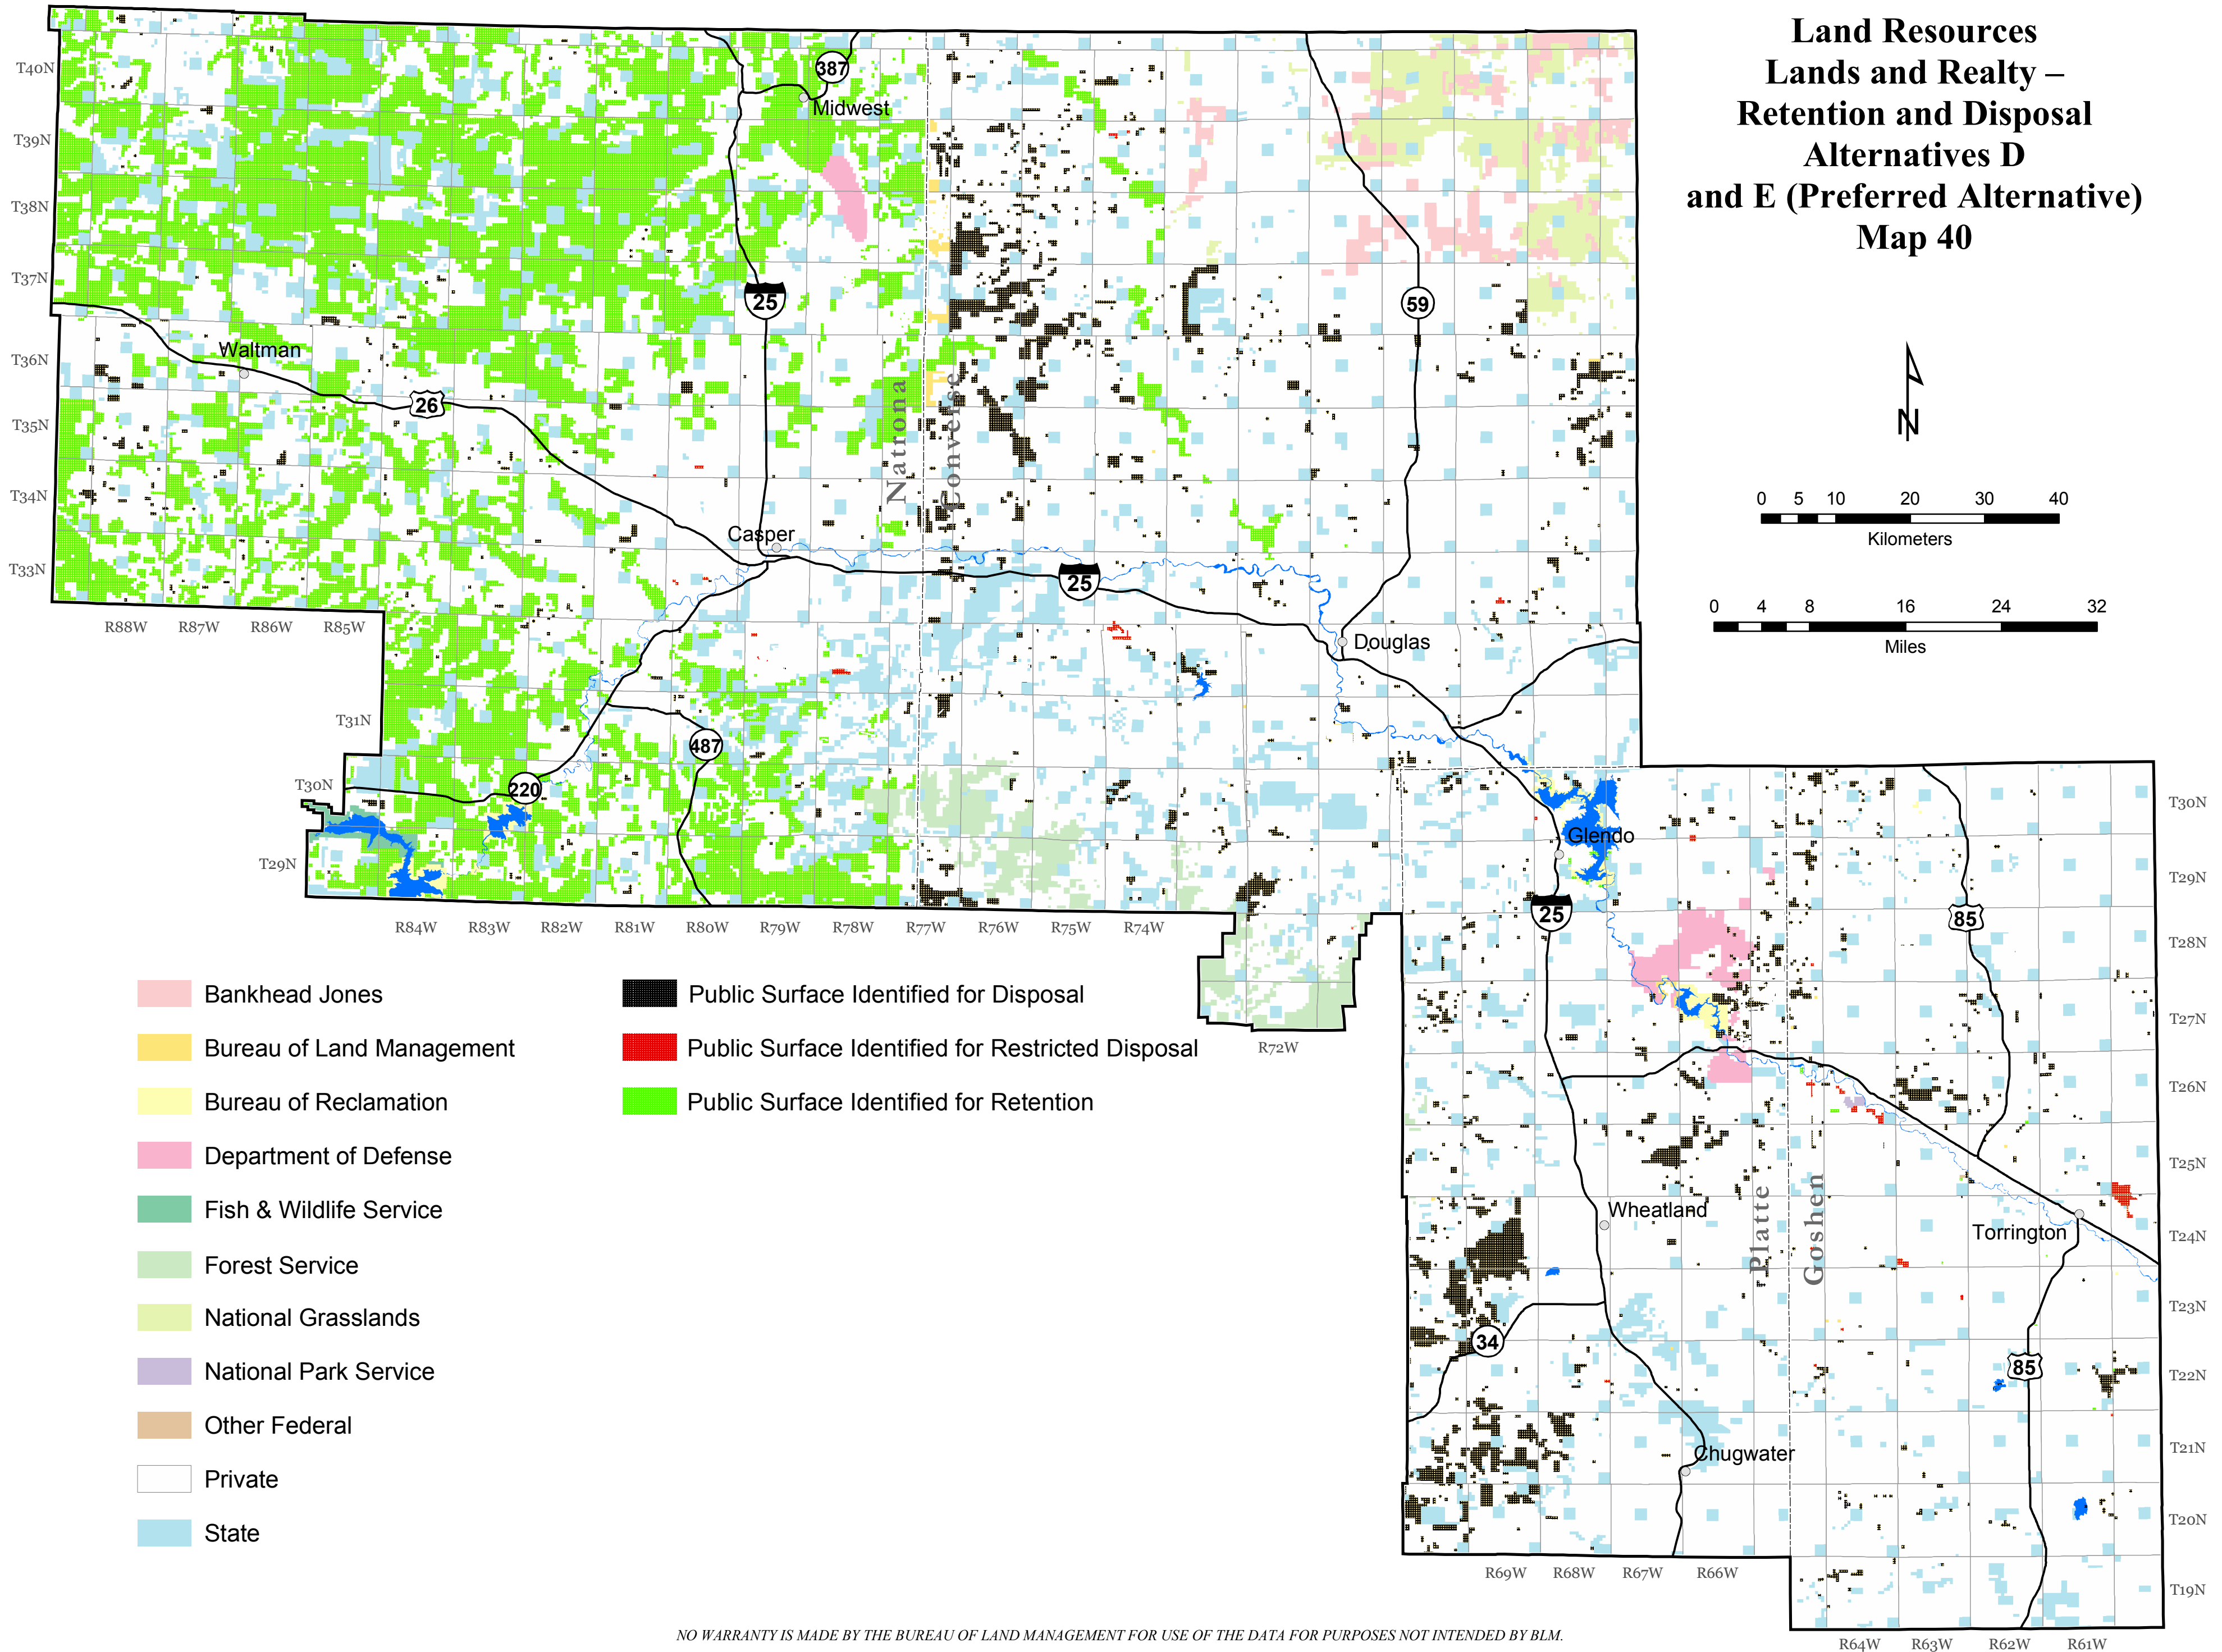 Land Resources
Lands and Realty –
Retention and Disposal
Alternatives D
and E (Preferred Alternative)
Map 40
N
0 5 10 20 30 40
Kilometers
0 4 8 16 24 32
Miles
T40N
T39N
T38N
T37N
T36N
T35N
T34N
T33N
R88W R87W R86W R85W
T31N
T30N
T29N
387
Midwest
25
59
Waltman
26
Natrona
Converse
Casper
25
Douglas
487
220
Glendo
25
85
R84W R83W R82W R81W R80W R79W R78W R77W R76W R75W R74W
R72W
T30N
T29N
T28N
T27N
T26N
T25N
T24N
T23N
T22N
T21N
T20N
T19N
Wheatland
Platte
Goshen
Torrington
34
85
Chugwater
R69W R68W R67W R66W
R64W R63W R62W R61W
Bankhead Jones
Bureau of Land Management
Bureau of Reclamation
Department of Defense
Fish & Wildlife Service
Forest Service
National Grasslands
National Park Service
Other Federal
Private
State
Public Surface Identified for Disposal
Public Surface Identified for Restricted Disposal
Public Surface Identified for Retention
NO WARRANTY IS MADE BY THE BUREAU OF LAND MANAGEMENT FOR USE OF THE DATA FOR PURPOSES NOT INTENDED BY BLM.